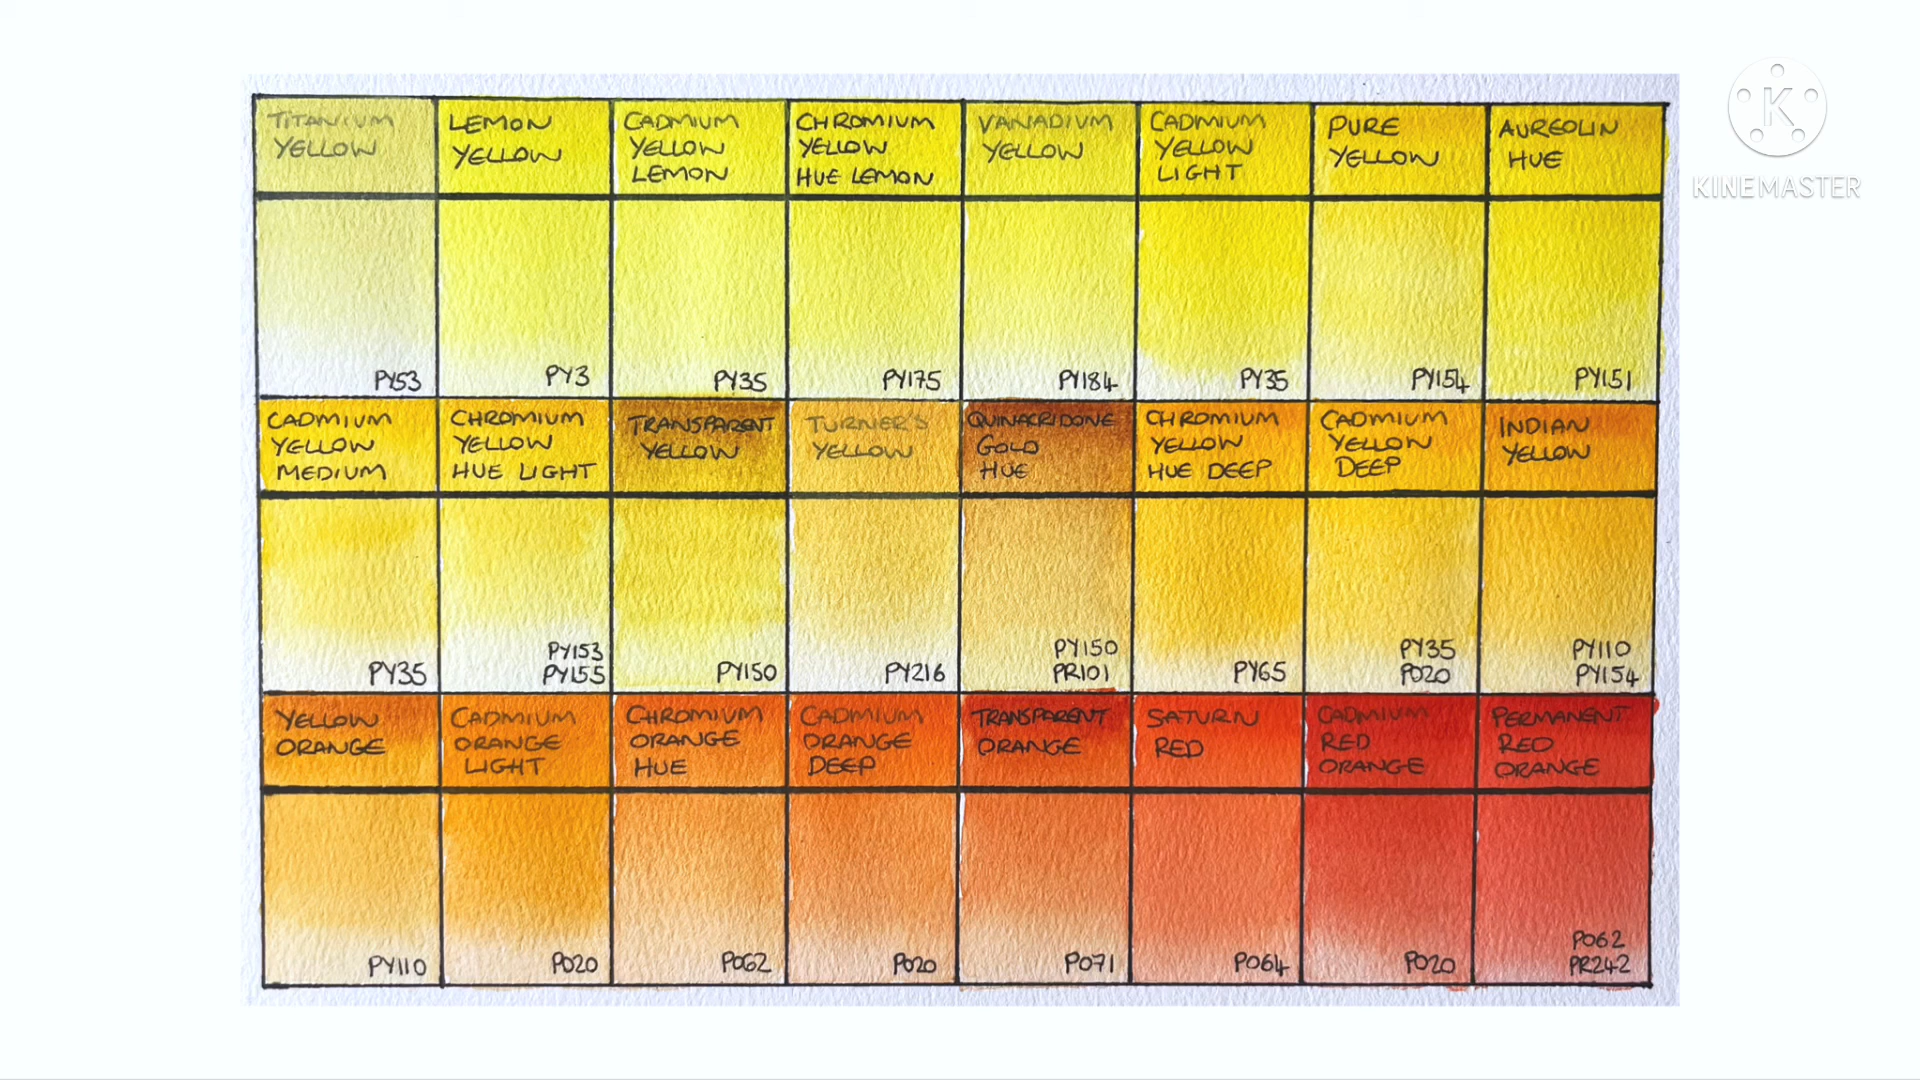 TITANIUM
YELLOW
LEMON
YELLOW
CADMIUM
YELLOW
LEMON
CHROMIUM
YELLOW
HUE LEMON
VANADIUM
YELLOW
CADMIUM
YELLOW
LIGHT
PURE
YELLOW
AUREOLIN
HUE
K
KINEMASTER
PY53
PY3
PY35
PY175
PY184
PY35
PY154
PY151
CADMIUM
YELLOW
MEDIUM
CHROMIUM
YELLOW
HUE LIGHT
TRANSPARENT
YELLOW
TURNER'S
YELLOW
QUINACRIDONE
GOLD
HUE
CHROMIUM
YELLOW
HUE DEEP
CADMIUM
YELLOW
DEEP
INDIAN
YELLOW
PY35
PY153
PY155
PY150
PY216
PY150
PR101
PY65
PY35
PO20
PY110
PY154
YELLOW
ORANGE
CADMIUM
ORANGE
LIGHT
CHROMIUM
ORANGE
HUE
CADMIUM
ORANGE
DEEP
TRANSPARENT
ORANGE
SATURN
RED
CADMIUM
RED
ORANGE
PERMANENT
RED
ORANGE
PY110
PO20
PO62
PO20
PO71
PO64
PO20
PO62
PR242